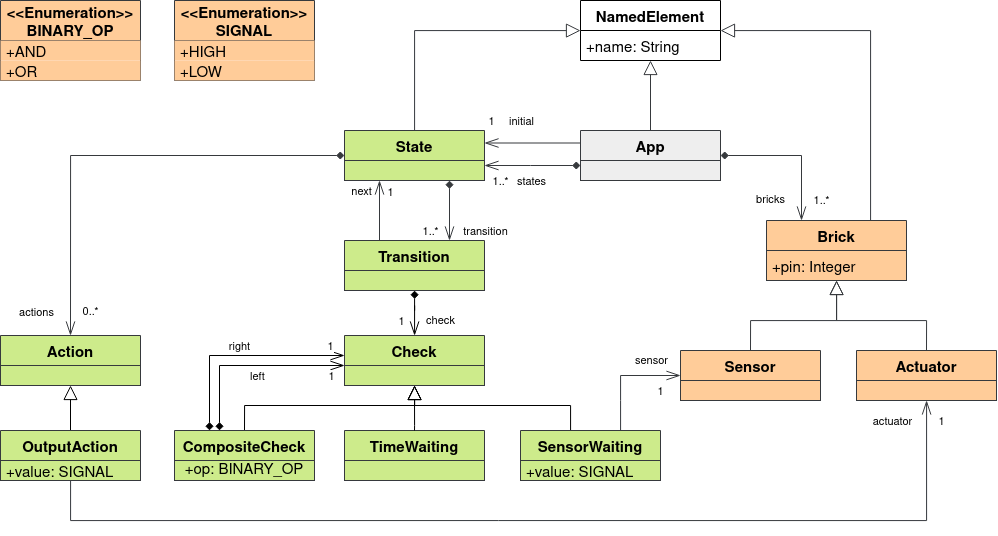 <<Enumeration>>
BINARY_OP
+AND
+OR
<<Enumeration>>
SIGNAL
+HIGH
+LOW
NamedElement
+name: String
1 initial
State
App
1..* states
next
1
bricks
1..*
1..* transition
Transition
Brick
+pin: Integer
actions
0..*
1
check
Action
right
1
Check
left
1
sensor
1
Sensor
Actuator
actuator
1
OutputAction
+value: SIGNAL
CompositeCheck
+op: BINARY_OP
TimeWaiting
SensorWaiting
+value: SIGNAL